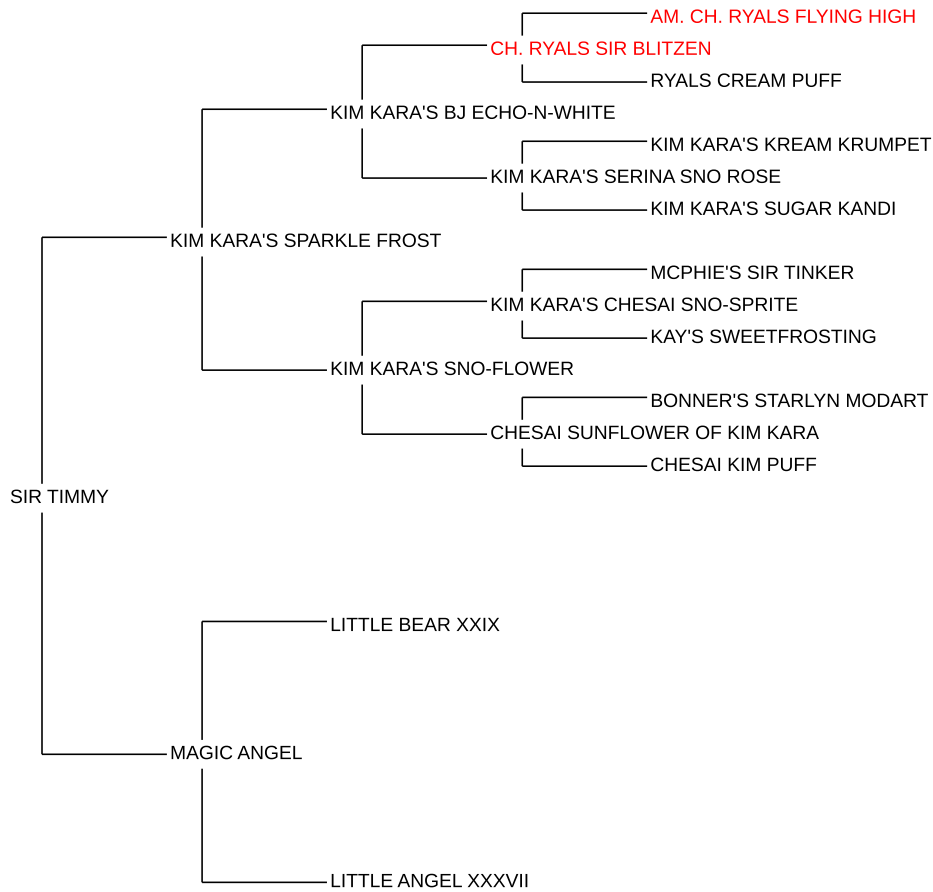 AM. CH. RYALS FLYING HIGH
CH. RYALS SIR BLITZEN
RYALS CREAM PUFF
KIM KARA'S BJ ECHO-N-WHITE
KIM KARA'S KREAM KRUMPET
KIM KARA'S SERINA SNO ROSE
KIM KARA'S SUGAR KANDI
KIM KARA'S SPARKLE FROST
MCPHIE'S SIR TINKER
KIM KARA'S CHESAI SNO-SPRITE
KAY'S SWEETFROSTING
KIM KARA'S SNO-FLOWER
BONNER'S STARLYN MODART
CHESAI SUNFLOWER OF KIM KARA
CHESAI KIM PUFF
SIR TIMMY
LITTLE BEAR XXIX
MAGIC ANGEL
LITTLE ANGEL XXXVII